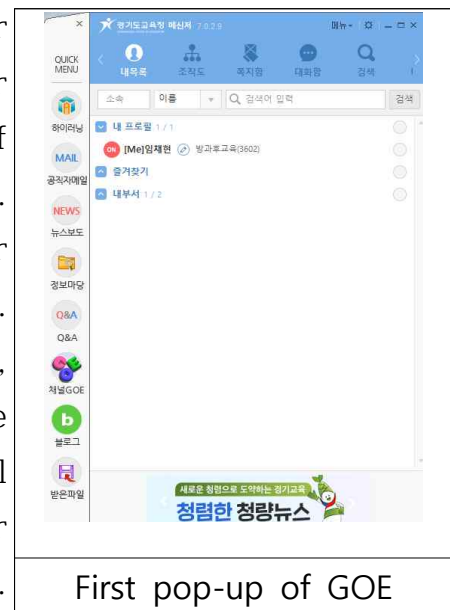 경기도교육청 메신저 7.0.2.9
메뉴
QUICK
MENU
내목록
조직도
쪽지함
대화함
검색
소속
이름
검색어 입력
검색
하이러닝
내 프로필 1 / 1
ON [Me]임채현 방과후교육(3602)
MAIL
공직자메일
즐겨찾기
내부서 1 / 2
NEWS
뉴스보도
정보마당
Q&A
Q&A
채널GOE
b
블로그
받은파일
새로운 청렴으로 도약하는 경기교육
청렴한 청량뉴스
First pop-up of GOE